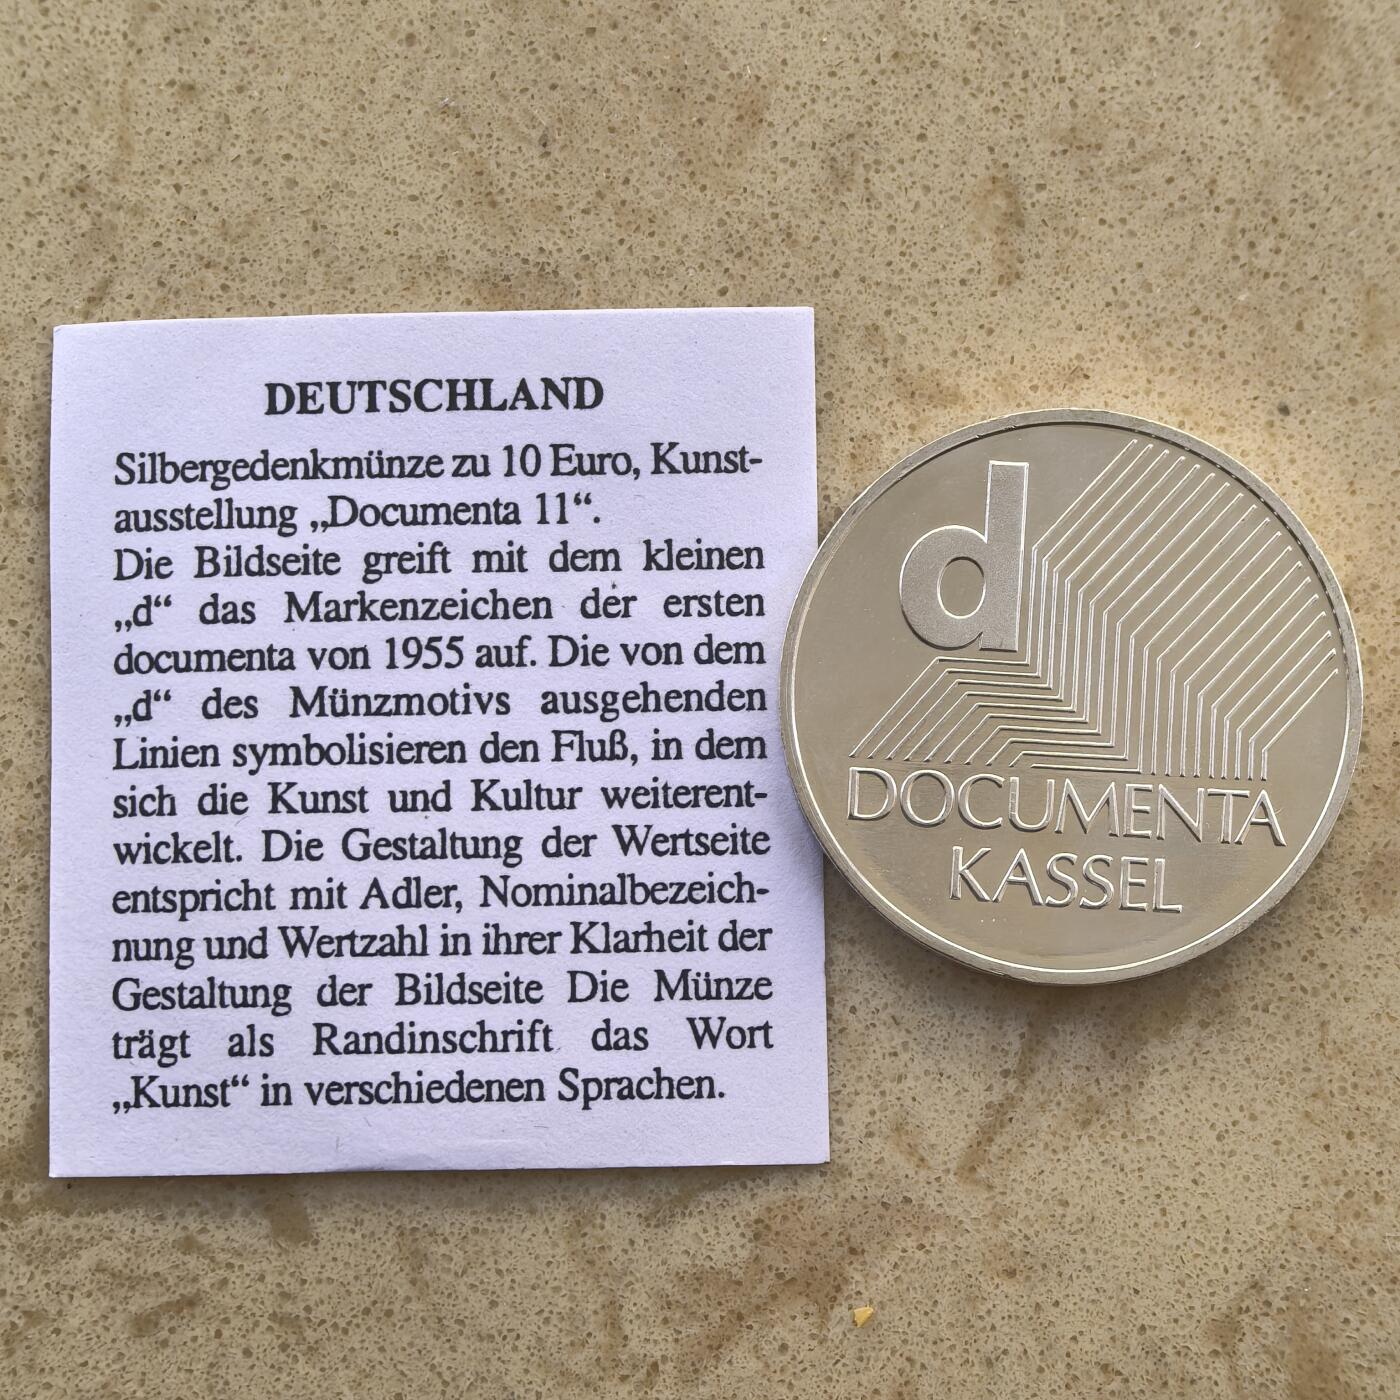 DEUTSCHLAND
Silbergedenkmünze zu 10 Euro, Kunst-
ausstellung „Documenta 11“.
Die Bildseite greift mit dem kleinen
„d“ das Markenzeichen der ersten
documenta von 1955 auf. Die von dem
„d“ des Münzmotivs ausgehenden
Linien symbolisieren den Fluß, in dem
sich die Kunst und Kultur weiterent-
wickelt. Die Gestaltung der Wertseite
entspricht mit Adler, Nominalbezeich-
nung und Wertzahl in ihrer Klarheit der
Gestaltung der Bildseite Die Münze
trägt als Randinschrift das Wort
„Kunst“ in verschiedenen Sprachen.
d
DOCUMENTA
KASSEL